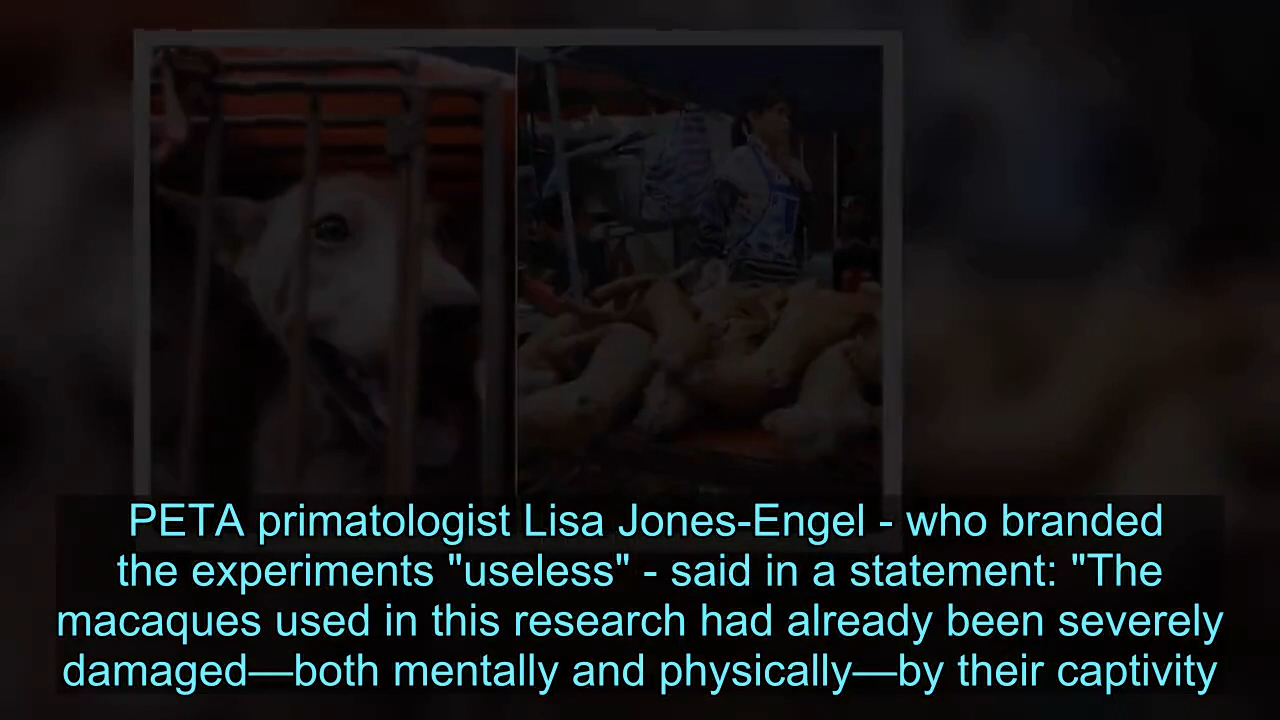 PETA primatologist Lisa Jones-Engel - who branded
the experiments "useless" - said in a statement: "The
macaques used in this research had already been severely
damaged—both mentally and physically—by their captivity